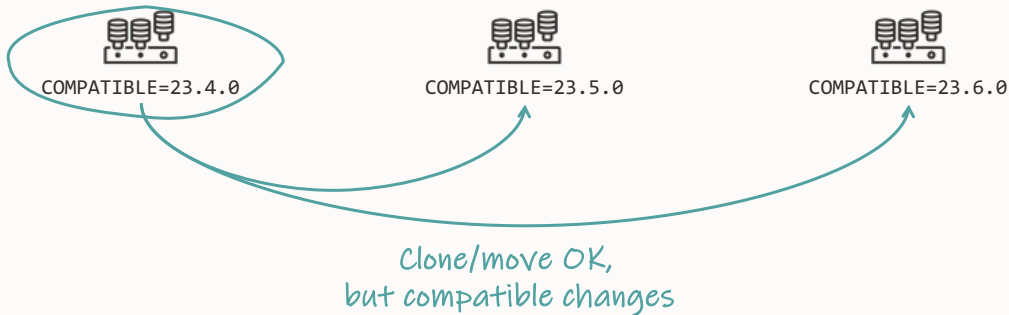 COMPATIBLE=23.4.0
COMPATIBLE=23.5.0
COMPATIBLE=23.6.0
Clone/move OK,
but compatible changes